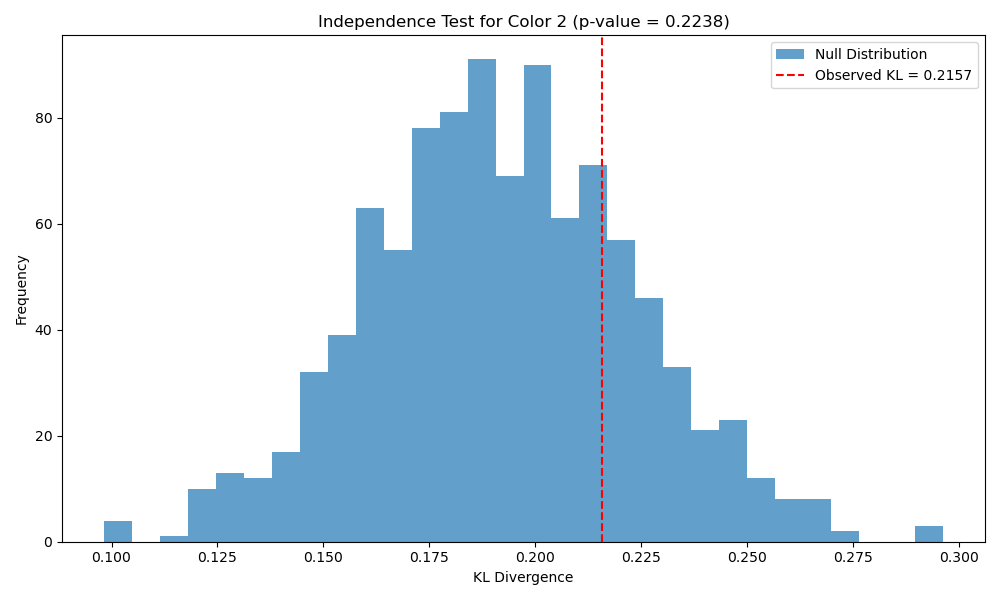 Independence Test for Color 2 (p-value = 0.2238)
Null Distribution
Observed KL = 0.2157
Frequency
80
60
40
20
0
0.100 0.125 0.150 0.175 0.200 0.225 0.250 0.275 0.300
KL Divergence